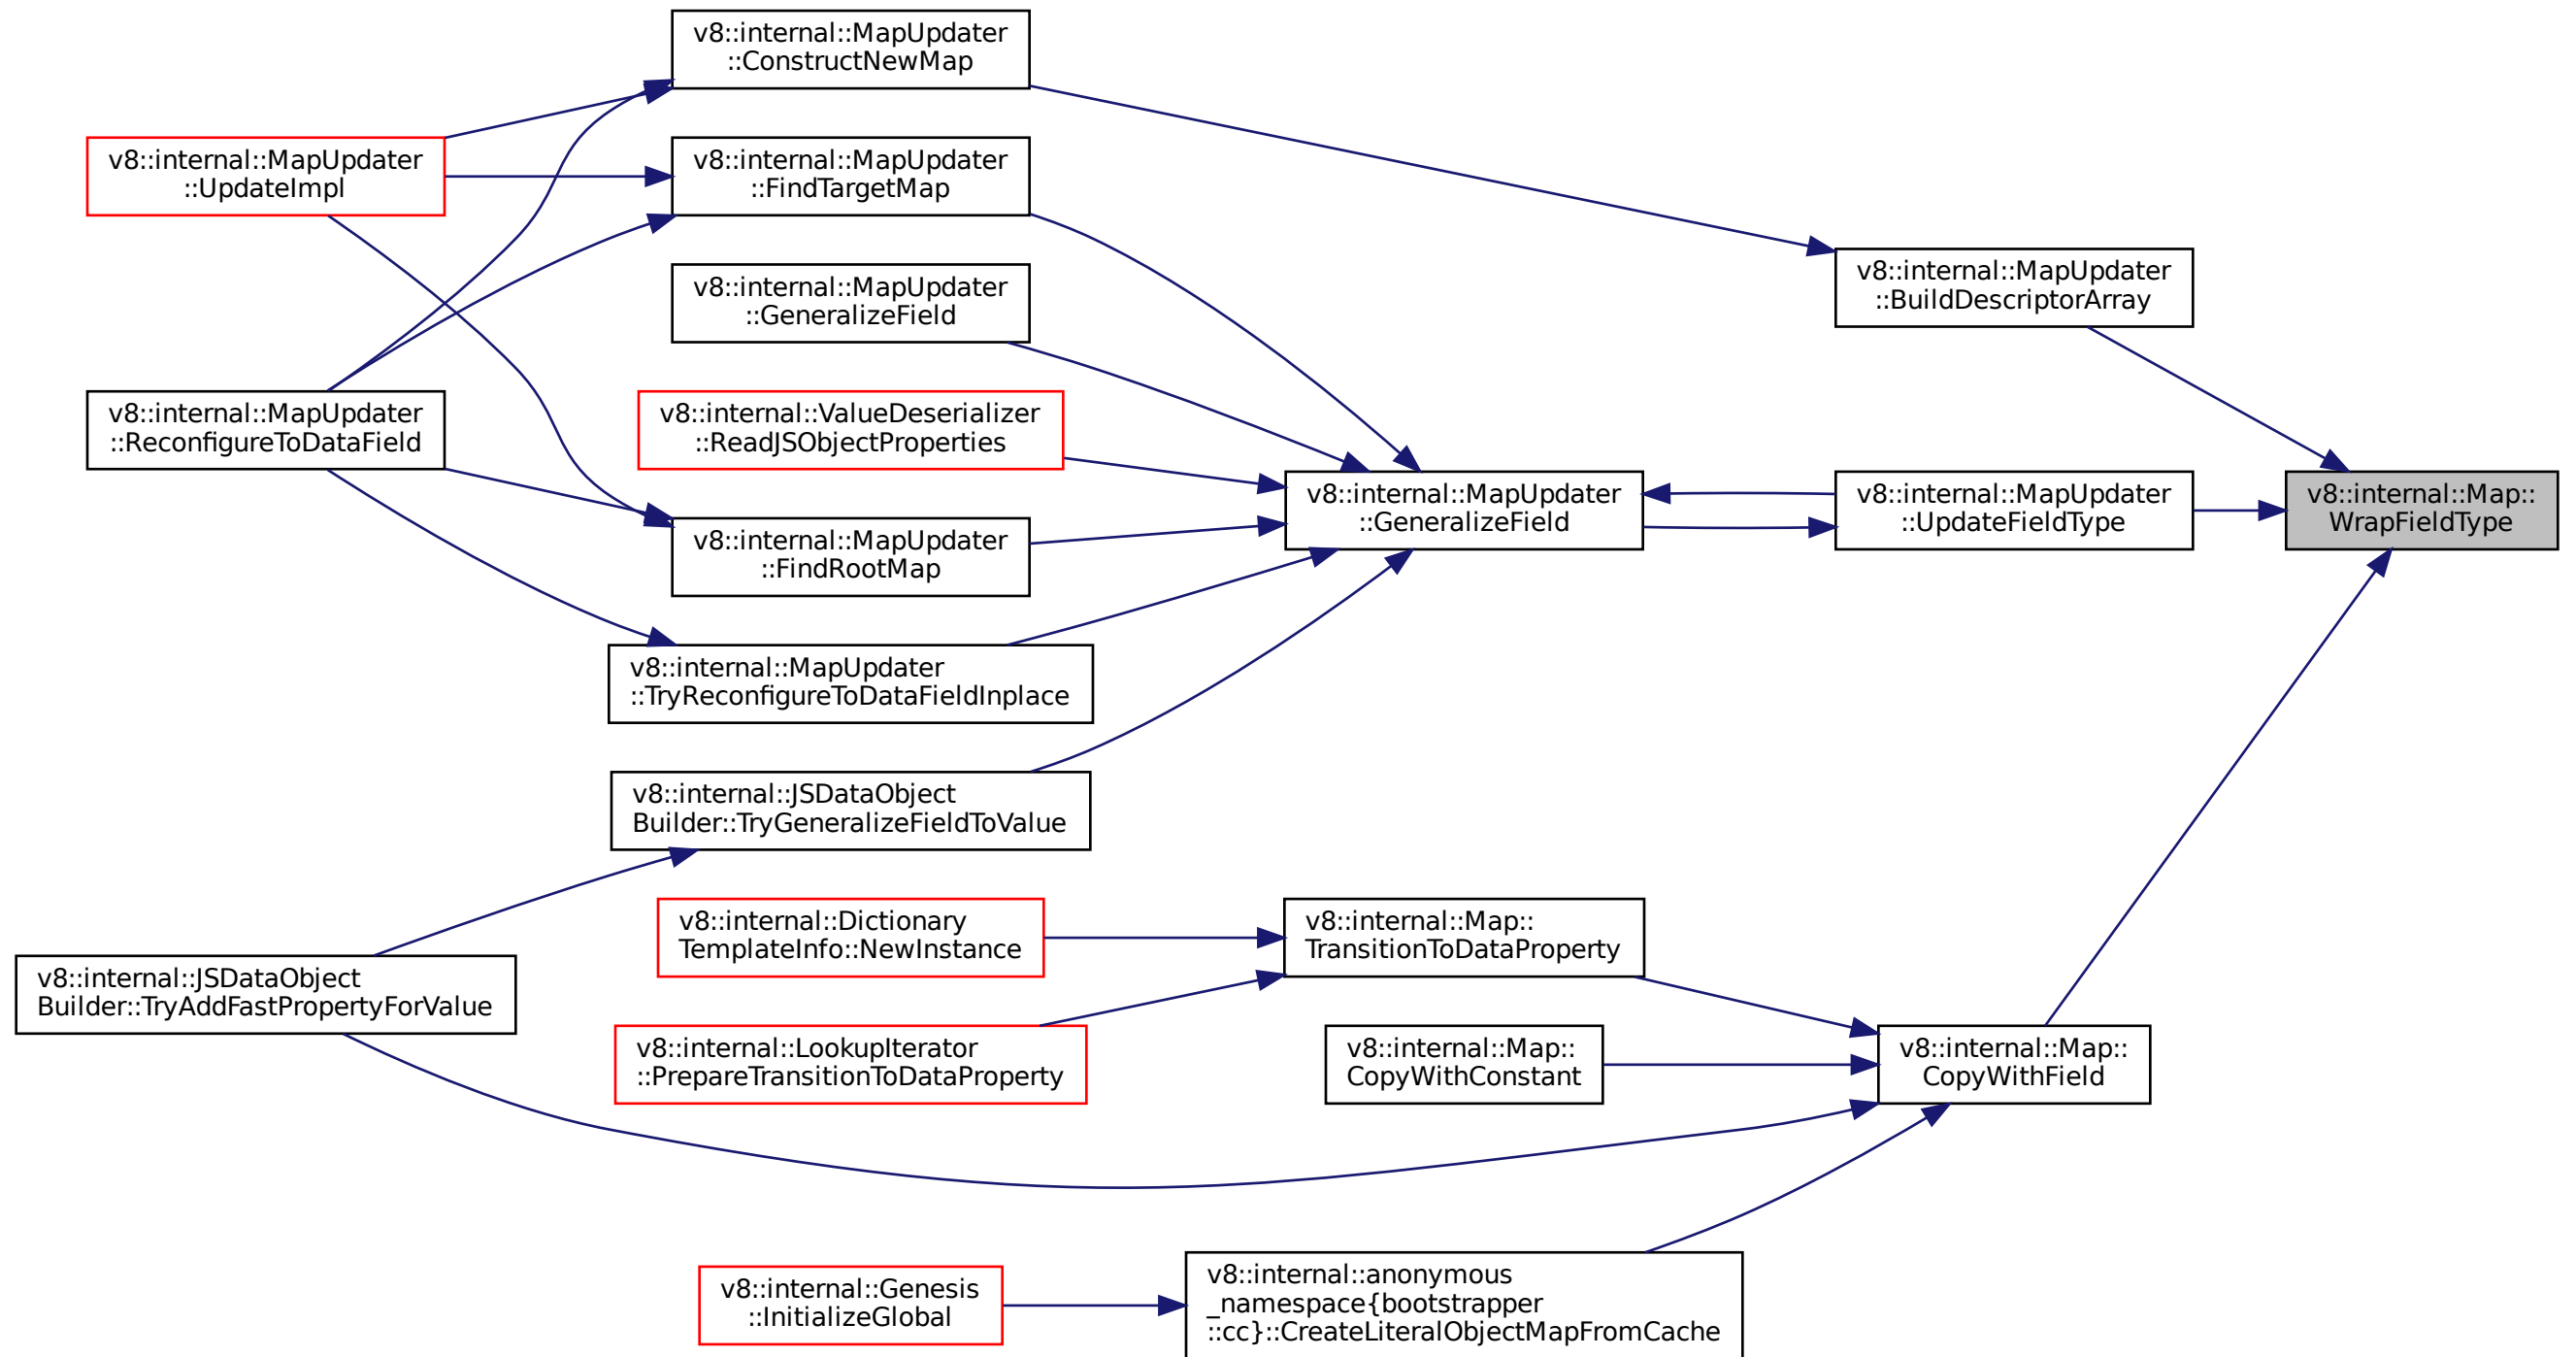 v8::internal::MapUpdater
::ConstructNewMap
v8::internal::MapUpdater
::UpdateImpl
v8::internal::MapUpdater
::FindTargetMap
v8::internal::MapUpdater
::BuildDescriptorArray
v8::internal::MapUpdater
::GeneralizeField
v8::internal::MapUpdater
::ReconfigureToDataField
v8::internal::ValueDeserializer
::ReadJSObjectProperties
v8::internal::MapUpdater
::GeneralizeField
v8::internal::MapUpdater
::UpdateFieldType
v8::internal::Map::
WrapFieldType
v8::internal::MapUpdater
::FindRootMap
v8::internal::MapUpdater
::TryReconfigureToDataFieldInplace
v8::internal::JSDataObject
Builder::TryGeneralizeFieldToValue
v8::internal::Dictionary
TemplateInfo::NewInstance
v8::internal::Map::
TransitionToDataProperty
v8::internal::JSDataObject
Builder::TryAddFastPropertyForValue
v8::internal::LookupIterator
::PrepareTransitionToDataProperty
v8::internal::Map::
CopyWithConstant
v8::internal::Map::
CopyWithField
v8::internal::Genesis
::InitializeGlobal
v8::internal::anonymous
_namespace{bootstrapper
::cc}::CreateLiteralObjectMapFromCache